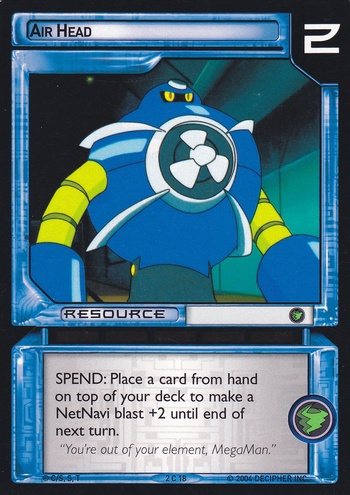 AIR HEAD
2
RESOURCE
SPEND: Place a card from hand
on top of your deck to make a
NetNavi blast +2 until end of
next turn.
"You're out of your element, MegaMan."
© C/S, S, T
2 C 18
© 2004 DECIPHER INC.